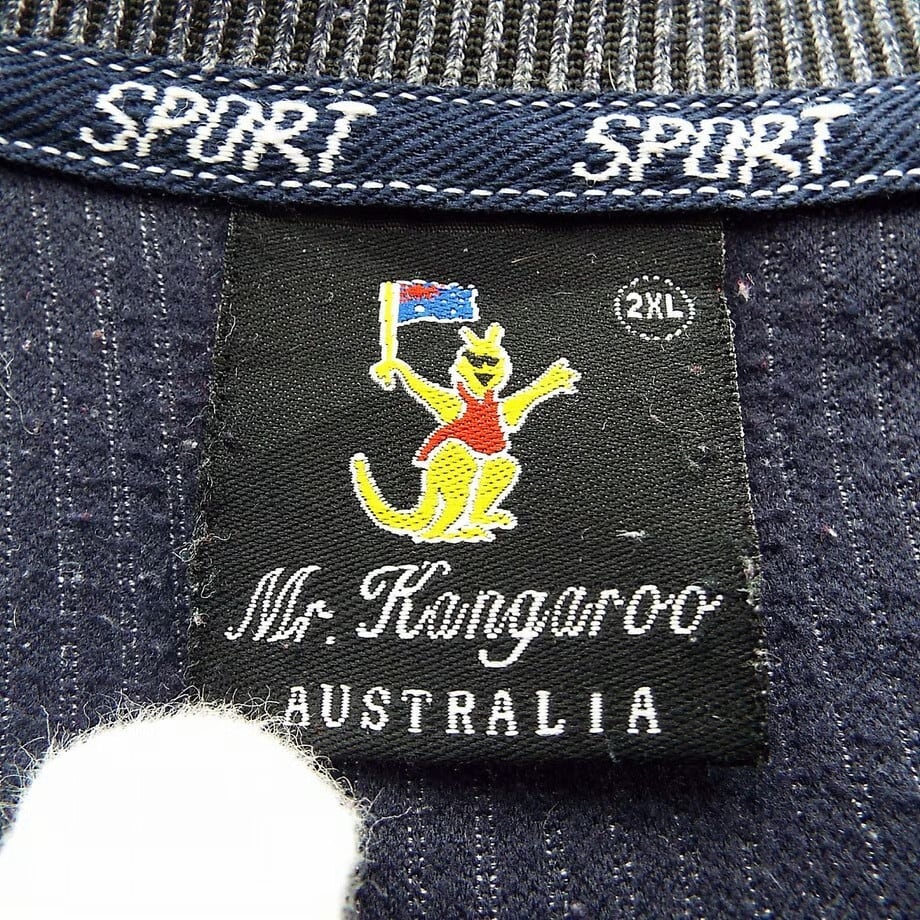 SPORT SPORT
2XL
Mr. Kangaroo
AUSTRALIA